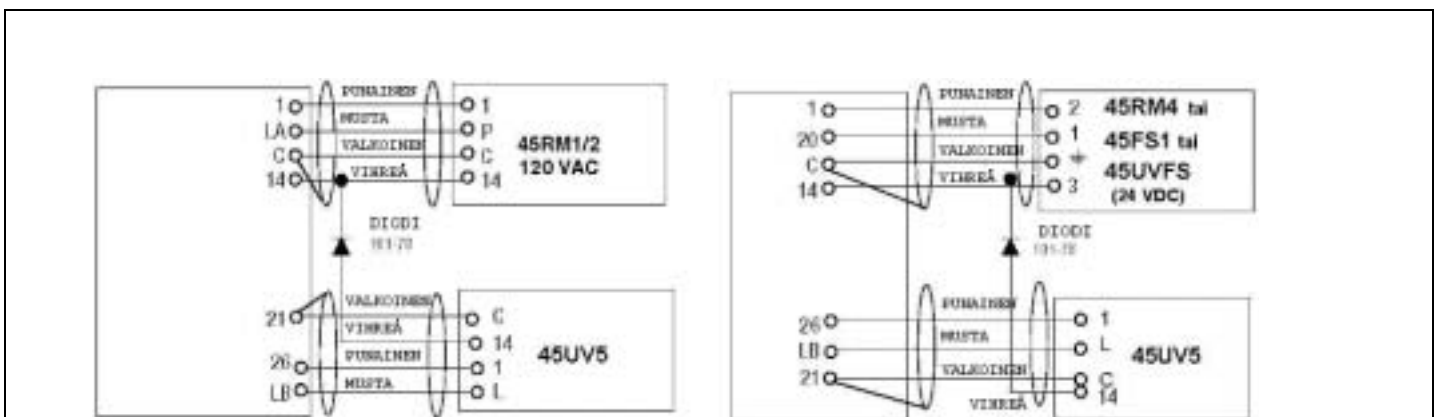 1 PUNAINEN 1
LA MUSTA P
C VALKOINEN C
14 VIHREÄ 14
45RM1/2
120 VAC
DIODI
21 VALKOINEN C
VIHREÄ 14
26 PUNAINEN 1
LB MUSTA L
45UV5
1 PUNAINEN 2
20 MUSTA 1
C VALKOINEN
14 VIHREÄ 3
45RM4 tai
45FS1 tai
45UVFS
(24 VDC)
DIODI
26 PUNAINEN 1
LB MUSTA L
21 VALKOINEN C
VIHREÄ 14
45UV5